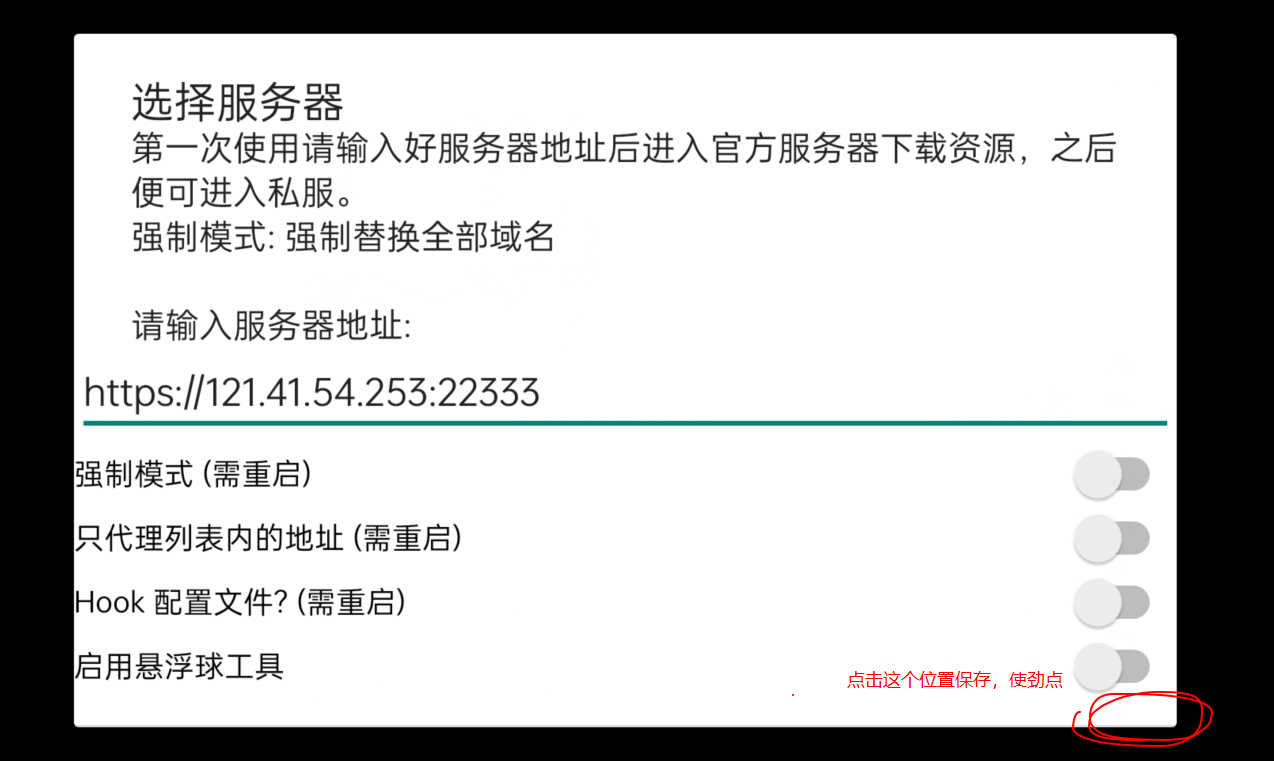 选择服务器
第一次使用请输入好服务器地址后进入官方服务器下载资源，之后
便可进入私服。
强制模式: 强制替换全部域名
请输入服务器地址:
https://121.41.54.253:22333
强制模式 (需重启)
只代理列表内的地址 (需重启)
Hook 配置文件? (需重启)
启用悬浮球工具
点击这个位置保存，使劲点